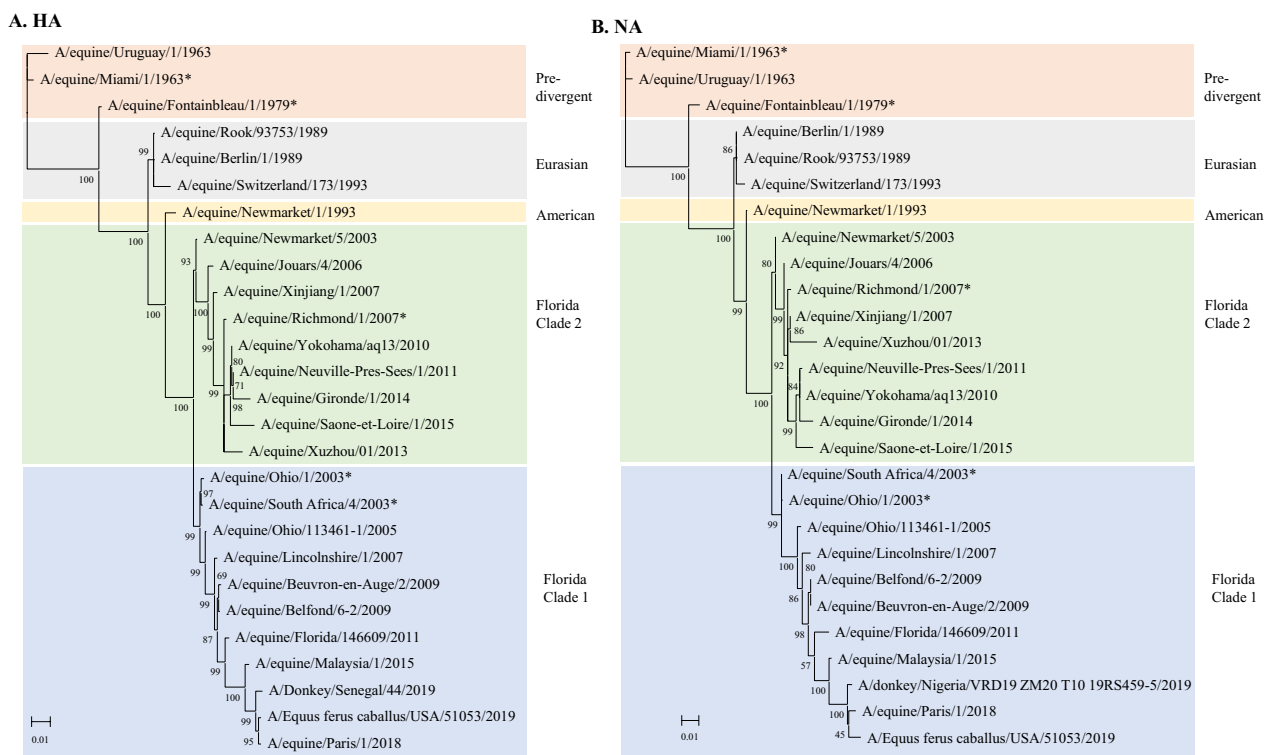 A. HA
A/equine/Uruguay/1/1963
A/equine/Miami/1/1963*
A/equine/Fontainbleau/1/1979*
Pre-
divergent
A/equine/Rook/93753/1989
99
A/equine/Berlin/1/1989
Eurasian
A/equine/Switzerland/173/1993
100
A/equine/Newmarket/1/1993
American
100
A/equine/Newmarket/5/2003
93
A/equine/Jouars/4/2006
A/equine/Xinjiang/1/2007
100
100
Florida
Clade 2
A/equine/Richmond/1/2007*
99
A/equine/Yokohama/aq13/2010
80
A/equine/Neuville-Pres-Sees/1/2011
71
99
A/equine/Gironde/1/2014
98
100
A/equine/Saone-et-Loire/1/2015
A/equine/Xuzhou/01/2013
A/equine/Ohio/1/2003*
97
A/equine/South Africa/4/2003*
A/equine/Ohio/113461-1/2005
99
A/equine/Lincolnshire/1/2007
99
69
A/equine/Beuvron-en-Auge/2/2009
Florida
Clade 1
99
A/equine/Belfond/6-2/2009
A/equine/Florida/146609/2011
87
A/equine/Malaysia/1/2015
99
A/Donkey/Senegal/44/2019
100
A/Equus ferus caballus/USA/51053/2019
99
A/equine/Paris/1/2018
95
0.01
B. NA
A/equine/Miami/1/1963*
A/equine/Uruguay/1/1963
Pre-
divergent
A/equine/Fontainbleau/1/1979*
A/equine/Berlin/1/1989
86
A/equine/Rook/93753/1989
Eurasian
100
A/equine/Switzerland/173/1993
A/equine/Newmarket/1/1993
American
100
A/equine/Newmarket/5/2003
80
A/equine/Jouars/4/2006
A/equine/Richmond/1/2007*
99
99
Florida
Clade 2
A/equine/Xinjiang/1/2007
86
A/equine/Xuzhou/01/2013
92
A/equine/Neuville-Pres-Sees/1/2011
84
A/equine/Yokohama/aq13/2010
100
A/equine/Gironde/1/2014
99
A/equine/Saone-et-Loire/1/2015
A/equine/South Africa/4/2003*
A/equine/Ohio/1/2003*
99
A/equine/Ohio/113461-1/2005
A/equine/Lincolnshire/1/2007
100
80
A/equine/Belfond/6-2/2009
Florida
Clade 1
86
A/equine/Beuvron-en-Auge/2/2009
A/equine/Florida/146609/2011
98
A/equine/Malaysia/1/2015
57
A/donkey/Nigeria/VRD19 ZM20 T10 19RS459-5/2019
100
A/equine/Paris/1/2018
100
A/Equus ferus caballus/USA/51053/2019
45
0.01